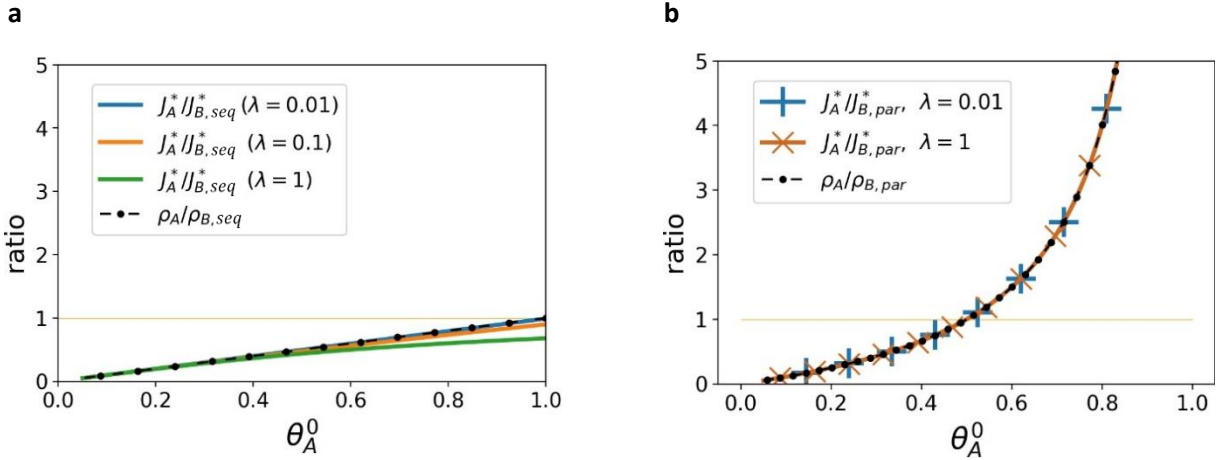 a
5
4
3
2
1
0
ratio
J*A/J*B,seq (λ = 0.01)
J*A/J*B,seq (λ = 0.1)
J*A/J*B,seq (λ = 1)
ρA/ρB,seq
0.0 0.2 0.4 0.6 0.8 1.0
θ0A
b
5
4
3
2
1
0
ratio
J*A/J*B,par, λ = 0.01
J*A/J*B,par, λ = 1
ρA/ρB,par
0.0 0.2 0.4 0.6 0.8 1.0
θ0A